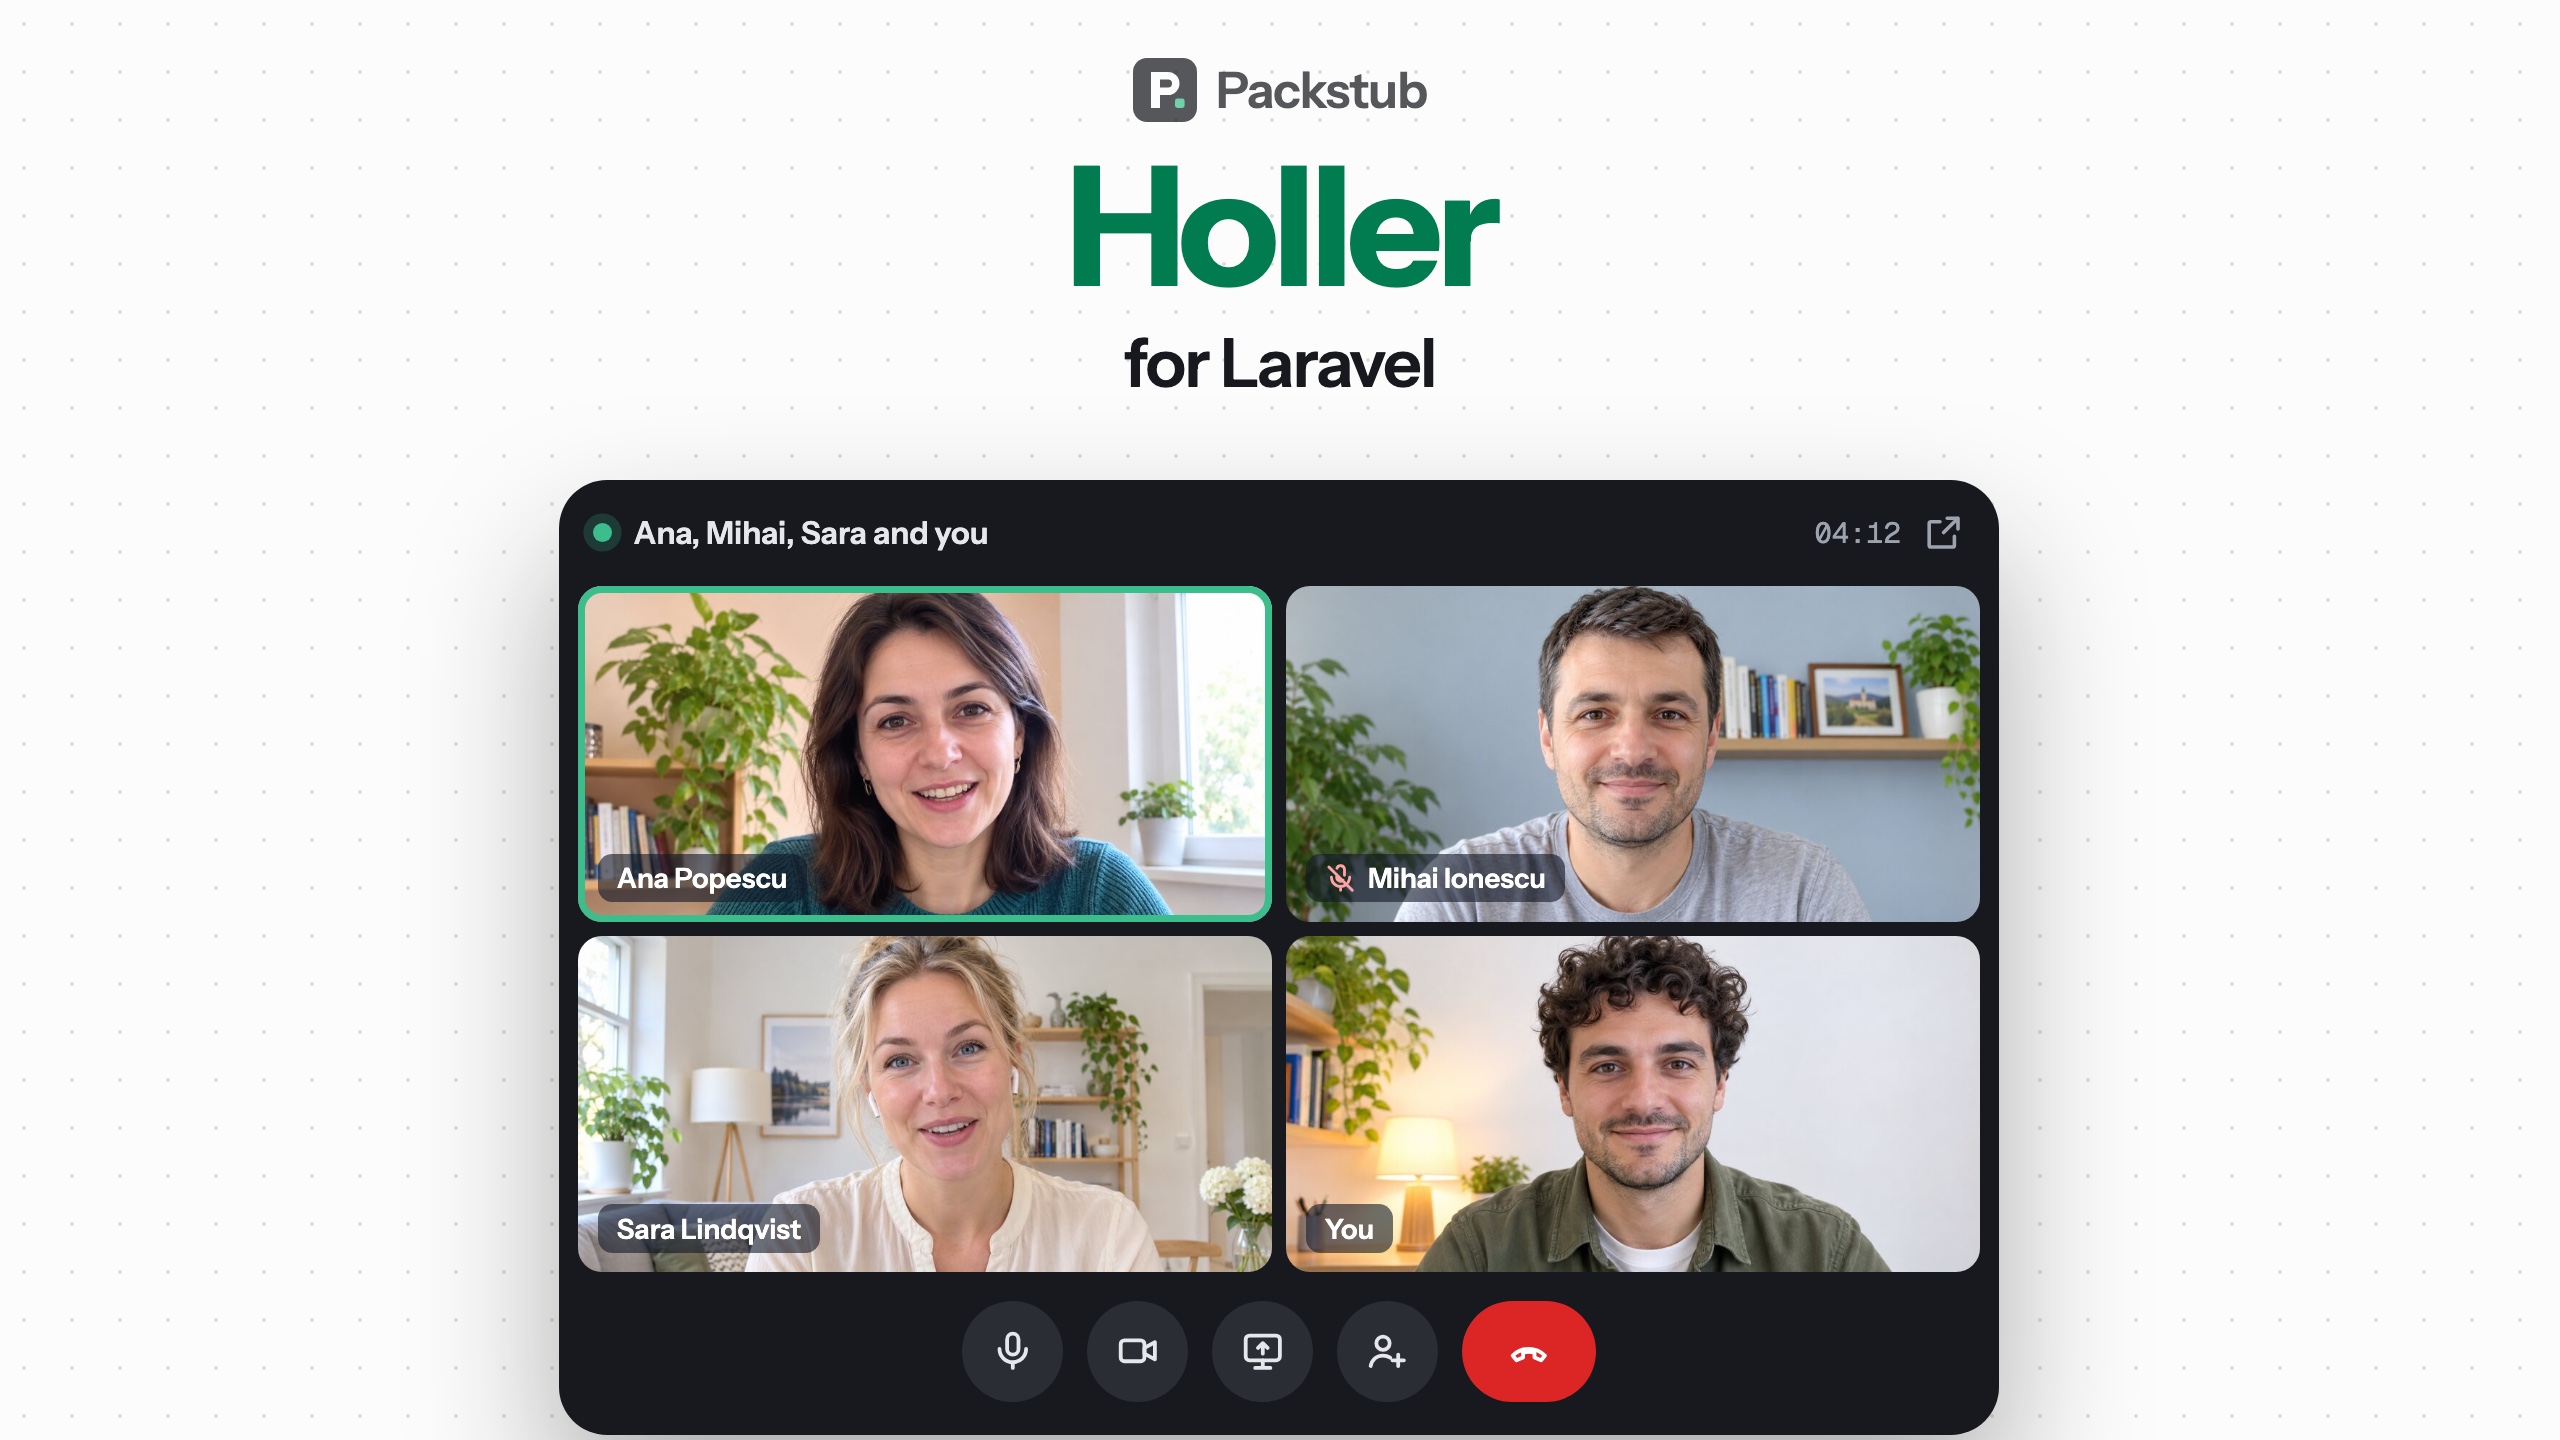 Packstub
Holler
for Laravel
Ana, Mihai, Sara and you
04:12
Ana Popescu
Mihai Ionescu
Sara Lindqvist
You